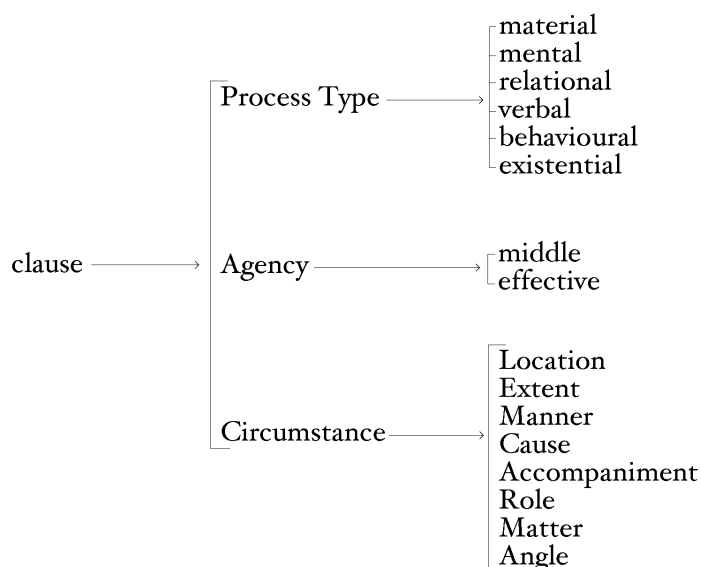 clause
Process Type
material
mental
relational
verbal
behavioural
existential
Agency
middle
effective
Circumstance
Location
Extent
Manner
Cause
Accompaniment
Role
Matter
Angle